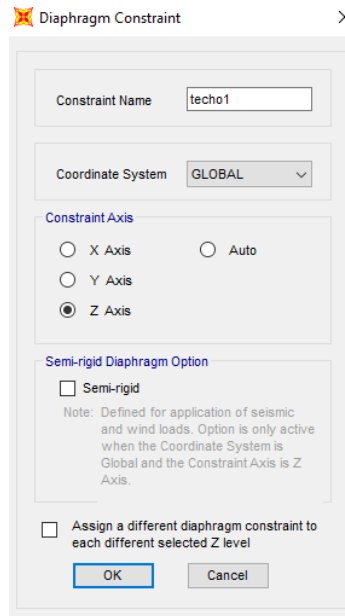 Diaphragm Constraint
Constraint Name techo1
Coordinate System GLOBAL
Constraint Axis
X Axis Auto
Y Axis
Z Axis
Semi-rigid Diaphragm Option
Semi-rigid
Note: Defined for application of seismic
and wind loads. Option is only active
when the Coordinate System is
Global and the Constraint Axis is Z
Axis.
Assign a different diaphragm constraint to
each different selected Z level
OK Cancel